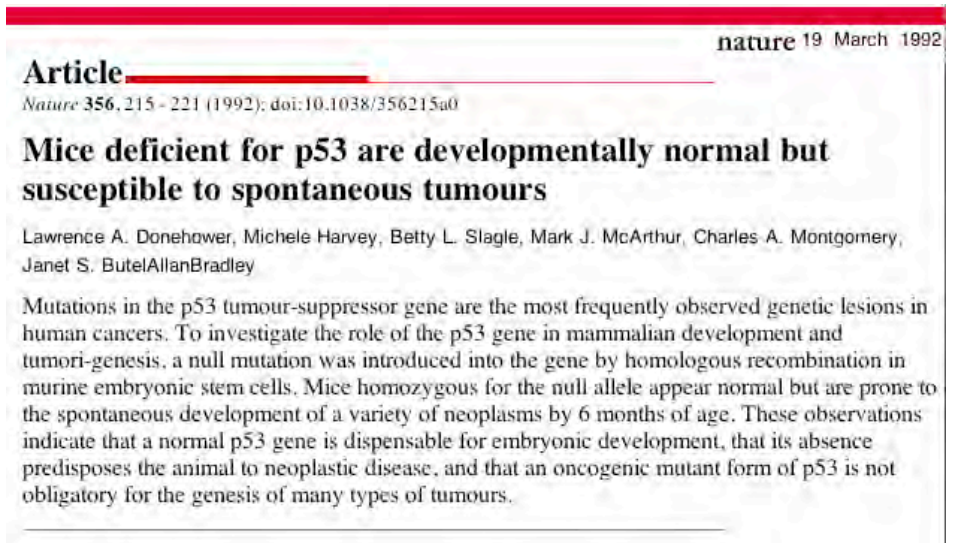 nature 19 March 1992
Article
Nature 356, 215 - 221 (1992); doi:10.1038/356215a0
Mice deficient for p53 are developmentally normal but
susceptible to spontaneous tumours
Lawrence A. Donehower, Michele Harvey, Betty L. Slagle, Mark J. McArthur, Charles A. Montgomery,
Janet S. ButelAllanBradley
Mutations in the p53 tumour-suppressor gene are the most frequently observed genetic lesions in
human cancers. To investigate the role of the p53 gene in mammalian development and
tumori-genesis, a null mutation was introduced into the gene by homologous recombination in
murine embryonic stem cells. Mice homozygous for the null allele appear normal but are prone to
the spontaneous development of a variety of neoplasms by 6 months of age. These observations
indicate that a normal p53 gene is dispensable for embryonic development, that its absence
predisposes the animal to neoplastic disease, and that an oncogenic mutant form of p53 is not
obligatory for the genesis of many types of tumours.